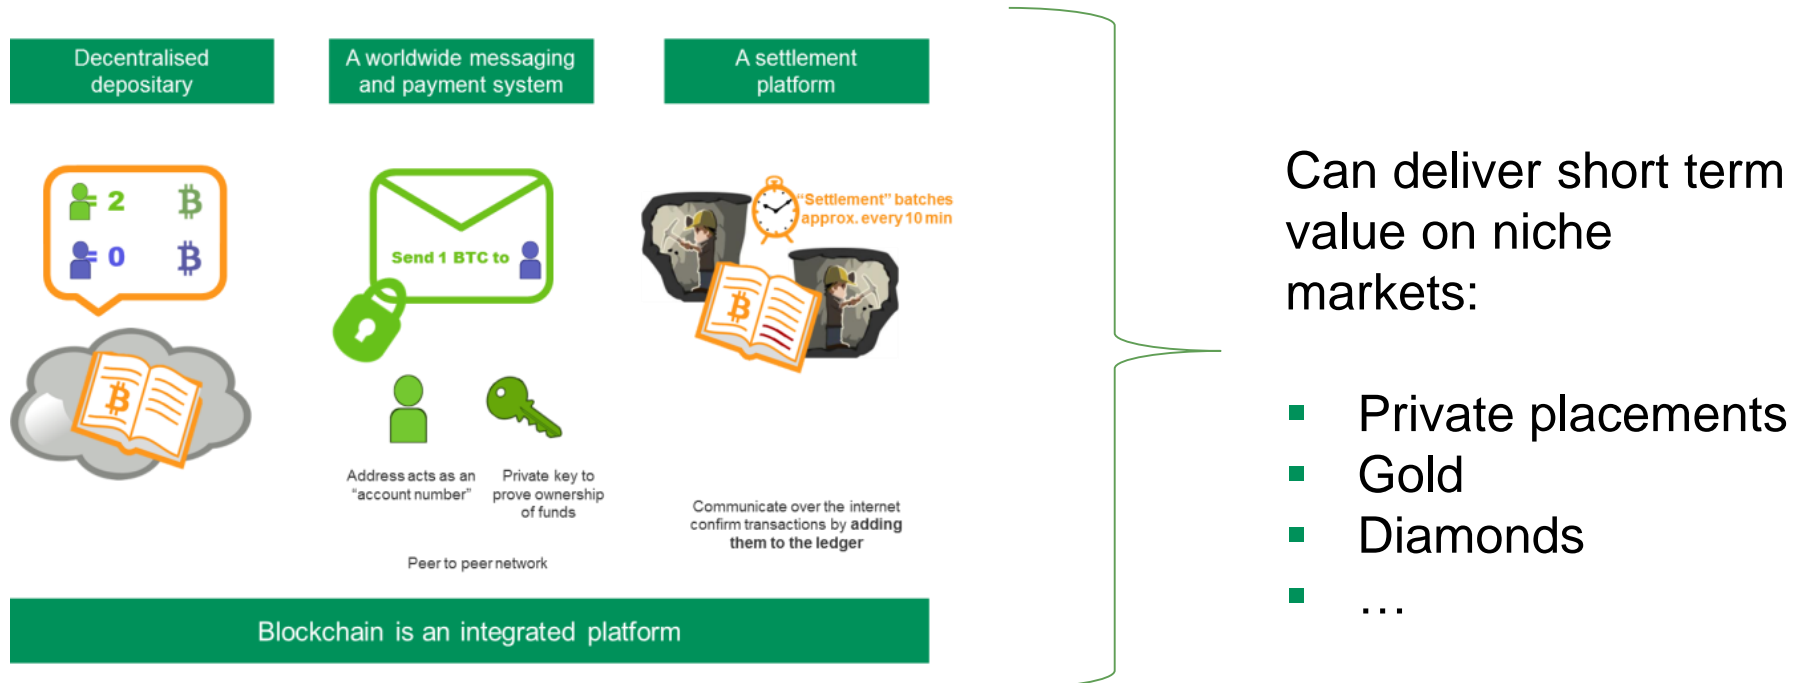 Decentralised
depositary
A worldwide messaging
and payment system
A settlement
platform
= 2 ₿
= 0 ₿
Send 1 BTC to
"Settlement" batches
approx. every 10 min
Address acts as an
"account number"
Private key to
prove ownership
of funds
Peer to peer network
Communicate over the internet
confirm transactions by adding
them to the ledger
Blockchain is an integrated platform
Can deliver short term
value on niche
markets:
▪ Private placements
▪ Gold
▪ Diamonds
▪ …